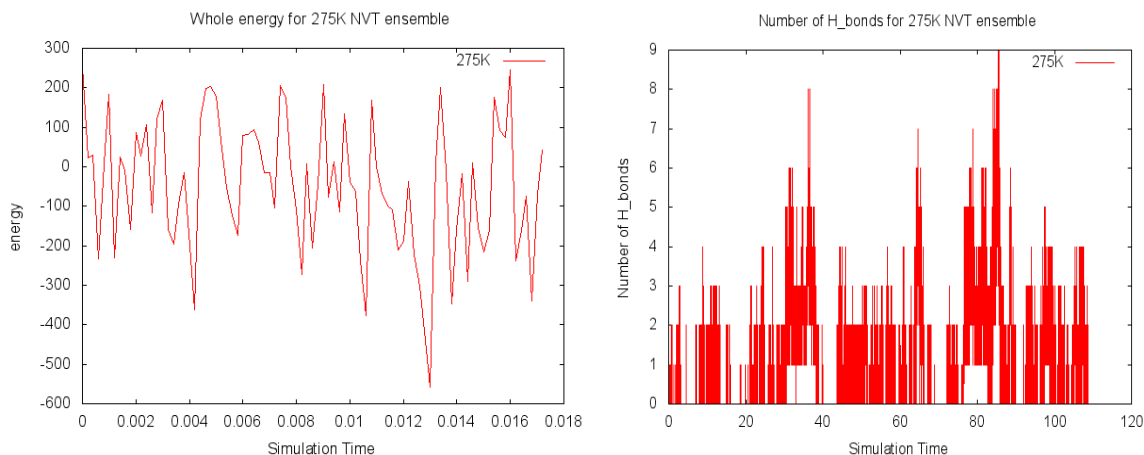 Whole energy for 275K NVT ensemble
275K
energy
300
200
100
0
-100
-200
-300
-400
-500
-600
0 0.002 0.004 0.006 0.008 0.01 0.012 0.014 0.016 0.018
Simulation Time
Number of H_bonds for 275K NVT ensemble
275K
Number of H_bonds
9
8
7
6
5
4
3
2
1
0
0 20 40 60 80 100 120
Simulation Time